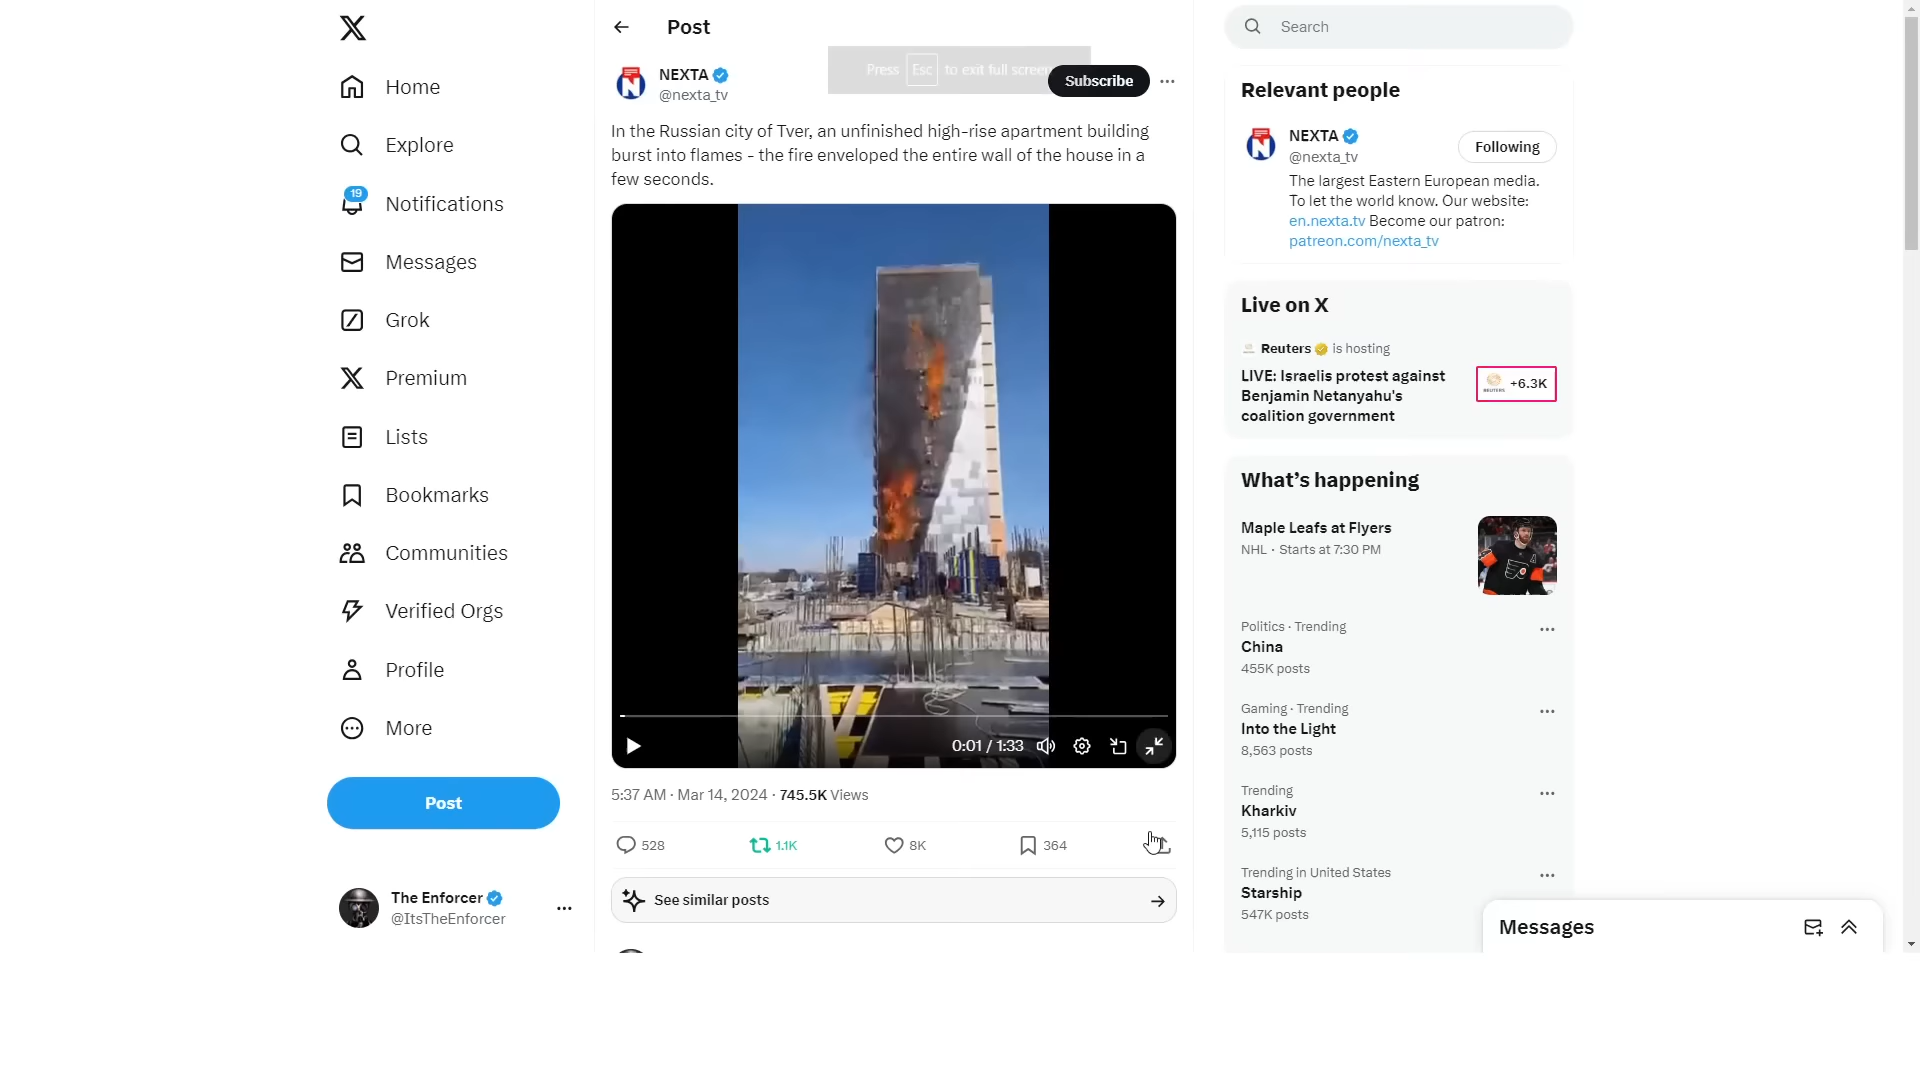 Home
Explore
19
Notifications
Messages
Grok
Premium
Lists
Bookmarks
Communities
Verified Orgs
Profile
More
Post
The Enforcer
@ItsTheEnforcer
Post
Press Esc to exit full screen
NEXTA
@nexta_tv
Subscribe
In the Russian city of Tver, an unfinished high-rise apartment building
burst into flames - the fire enveloped the entire wall of the house in a
few seconds.
0:01 / 1:33
5:37 AM · Mar 14, 2024 · 745.5K Views
528
1.1K
8K
364
See similar posts
Search
Relevant people
NEXTA
@nexta_tv
Following
The largest Eastern European media.
To let the world know. Our website:
en.nexta.tv Become our patron:
patreon.com/nexta_tv
Live on X
Reuters is hosting
LIVE: Israelis protest against
Benjamin Netanyahu's
coalition government
REUTERS
+6.3K
What's happening
Maple Leafs at Flyers
NHL · Starts at 7:30 PM
Politics · Trending
China
455K posts
Gaming · Trending
Into the Light
8,563 posts
Trending
Kharkiv
5,115 posts
Trending in United States
Starship
547K posts
Messages